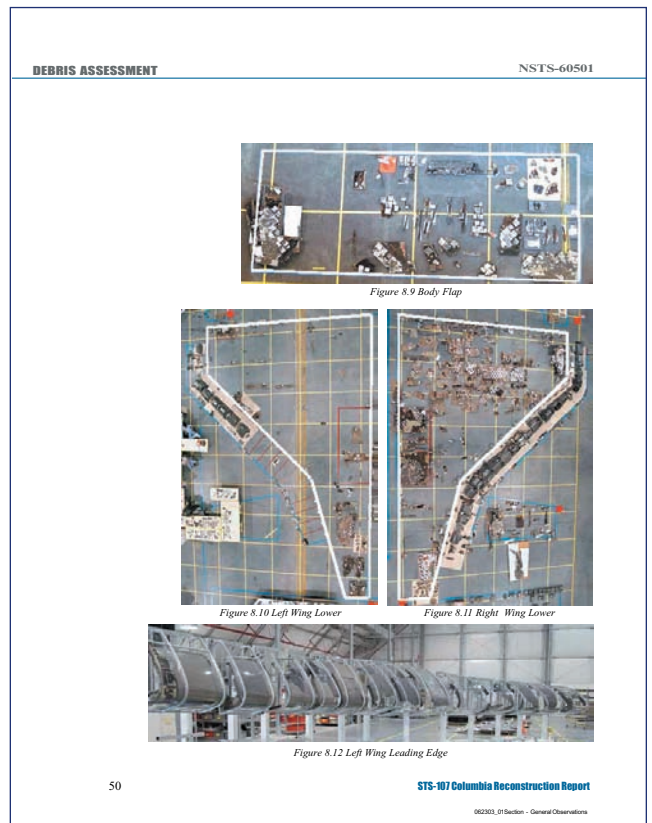 DEBRIS ASSESSMENT
NSTS-60501
Figure 8.9 Body Flap
Figure 8.10 Left Wing Lower
Figure 8.11 Right Wing Lower
Figure 8.12 Left Wing Leading Edge
50
STS-107 Columbia Reconstruction Report
062303_01Section - General Observations